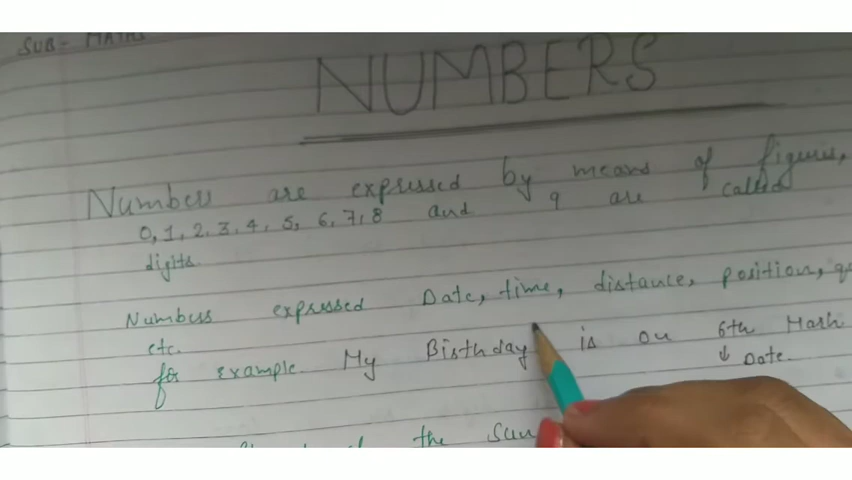 SUB - MATHS
NUMBERS
Numbers are expressed by means of figures,
0, 1, 2, 3, 4, 5, 6, 7, 8 and 9 are called
digits.
Numbers expressed Date, time, distance, position,
etc.
for example My Birthday is on 6th Marh
↓ Date.
the Sun